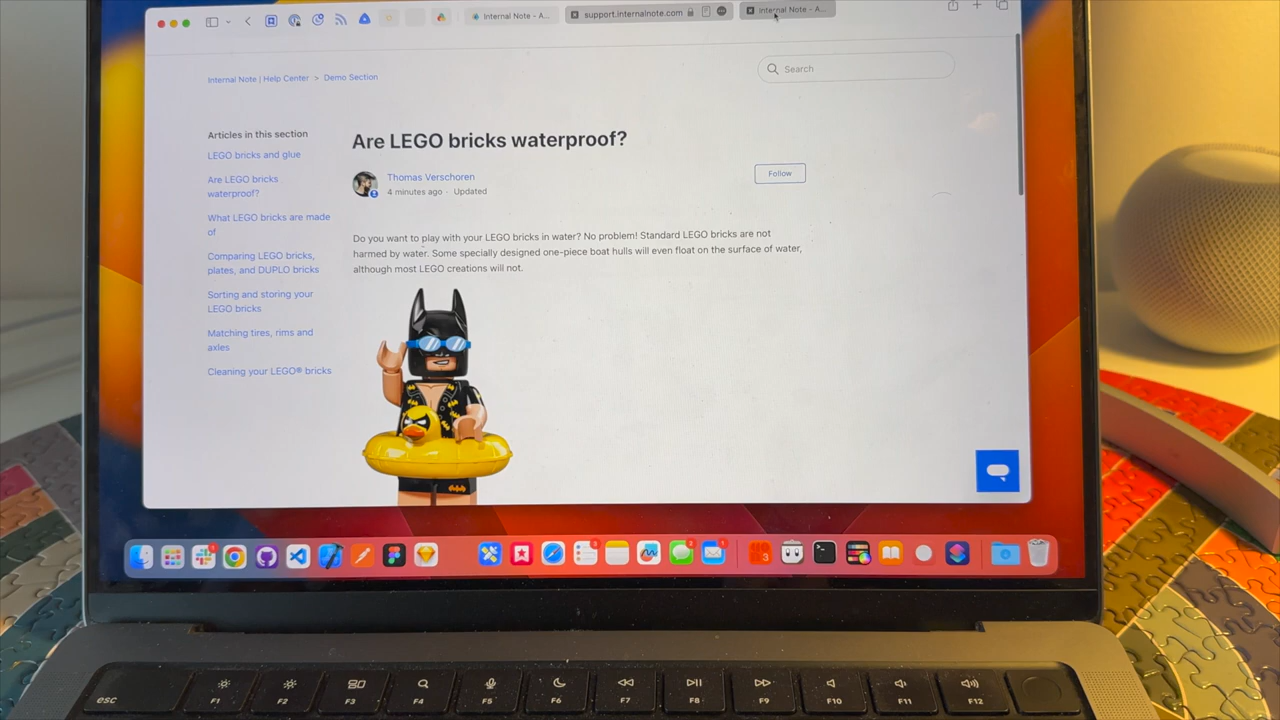 Internal Note - A...
support.internalnote.com
Internal Note - A...
Internal Note | Help Center > Demo Section
Search
Articles in this section
LEGO bricks and glue
Are LEGO bricks
waterproof?
What LEGO bricks are made
of
Comparing LEGO bricks,
plates, and DUPLO bricks
Sorting and storing your
LEGO bricks
Matching tires, rims and
axles
Cleaning your LEGO® bricks
Are LEGO bricks waterproof?
Thomas Verschoren
4 minutes ago · Updated
Follow
Do you want to play with your LEGO bricks in water? No problem! Standard LEGO bricks are not
harmed by water. Some specially designed one-piece boat hulls will even float on the surface of water,
although most LEGO creations will not.
3
esc
F1
F2
F3
F4
F5
F6
F7
F8
F9
F10
F11
F12